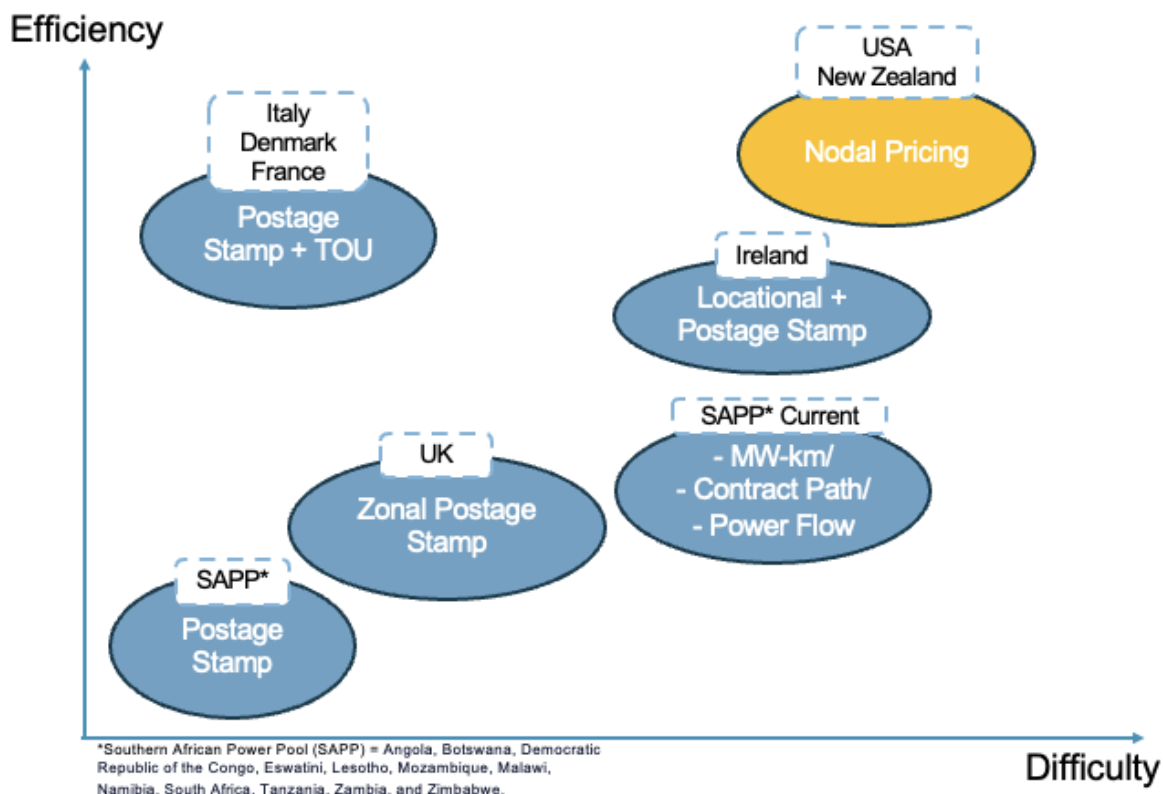 Efficiency
USA
New Zealand
Nodal Pricing
Italy
Denmark
France
Postage
Stamp + TOU
Ireland
Locational +
Postage Stamp
SAPP* Current
- MW-km/
- Contract Path/
- Power Flow
UK
Zonal Postage
Stamp
SAPP*
Postage
Stamp
*Southern African Power Pool (SAPP) = Angola, Botswana, Democratic
Republic of the Congo, Eswatini, Lesotho, Mozambique, Malawi,
Namibia, South Africa, Tanzania, Zambia, and Zimbabwe.
Difficulty